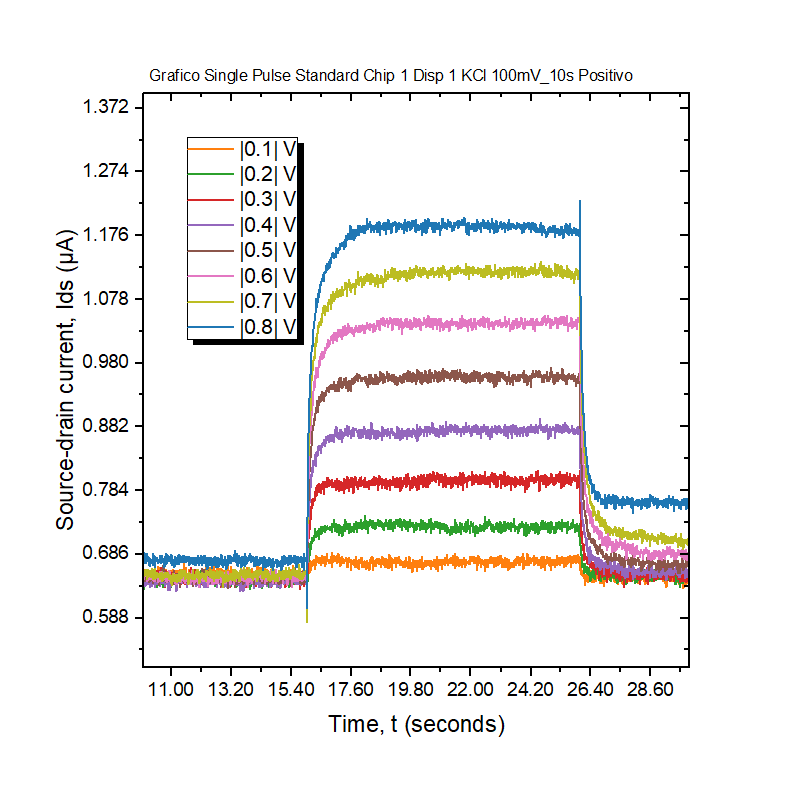 Grafico Single Pulse Standard Chip 1 Disp 1 KCl 100mV_10s Positivo
1.372
1.274
1.176
1.078
0.980
0.882
0.784
0.686
0.588
Source-drain current, Ids (µA)
|0.1| V
|0.2| V
|0.3| V
|0.4| V
|0.5| V
|0.6| V
|0.7| V
|0.8| V
11.00 13.20 15.40 17.60 19.80 22.00 24.20 26.40 28.60
Time, t (seconds)